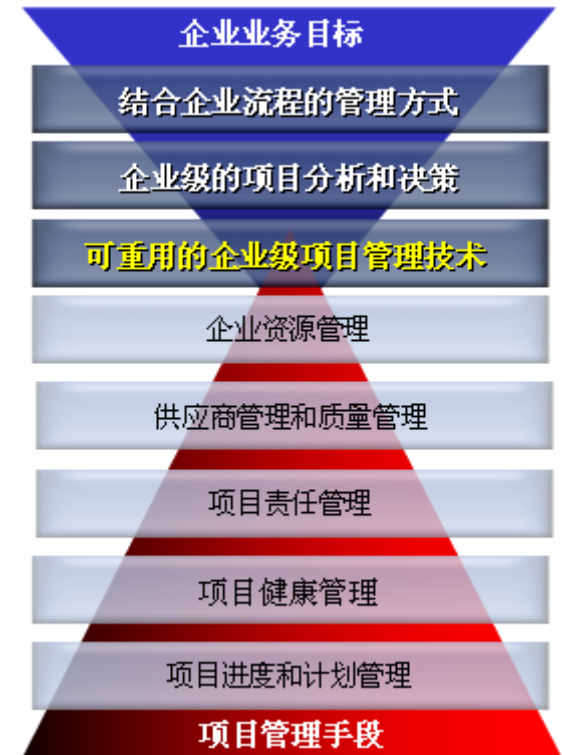 企业业务目标
结合企业流程的管理方式
企业级的项目分析和决策
可重用的企业级项目管理技术
企业资源管理
供应商管理和质量管理
项目责任管理
项目健康管理
项目进度和计划管理
项目管理手段